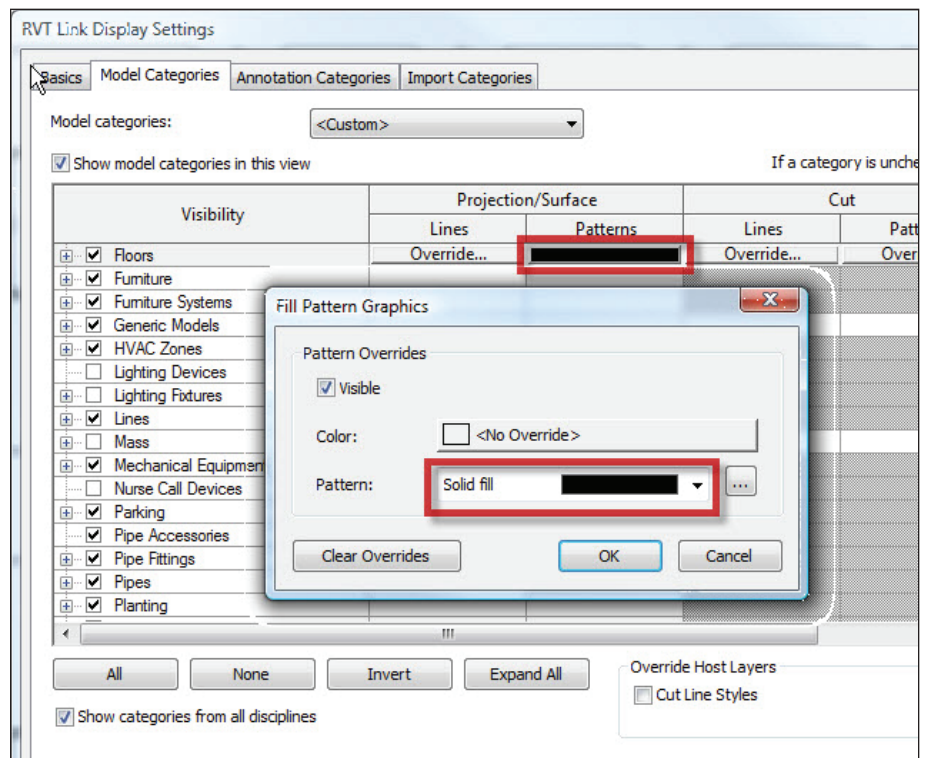 RVT Link Display Settings
Basics Model Categories Annotation Categories Import Categories
Model categories: <Custom>
Show model categories in this view If a category is unche
Visibility Projection/Surface Cut
Lines Patterns Lines Patt
Floors Override... Override... Over
Furniture
Furniture Systems
Generic Models
HVAC Zones
Lighting Devices
Lighting Fixtures
Lines
Mass
Mechanical Equipmen
Nurse Call Devices
Parking
Pipe Accessories
Pipe Fittings
Pipes
Planting
Fill Pattern Graphics
Pattern Overrides
Visible
Color: <No Override>
Pattern: Solid fill ...
Clear Overrides OK Cancel
All None Invert Expand All
Override Host Layers
Cut Line Styles
Show categories from all disciplines